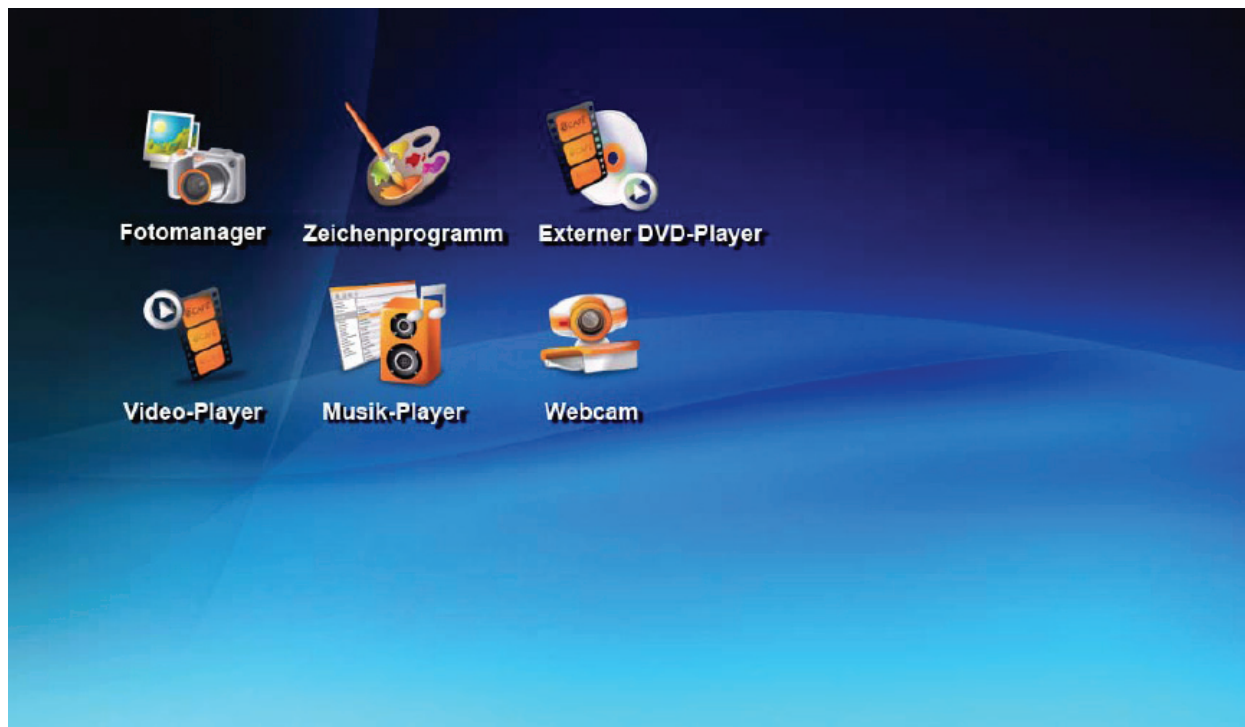 Fotomanager
Zeichenprogramm
Externer DVD-Player
Video-Player
Musik-Player
Webcam